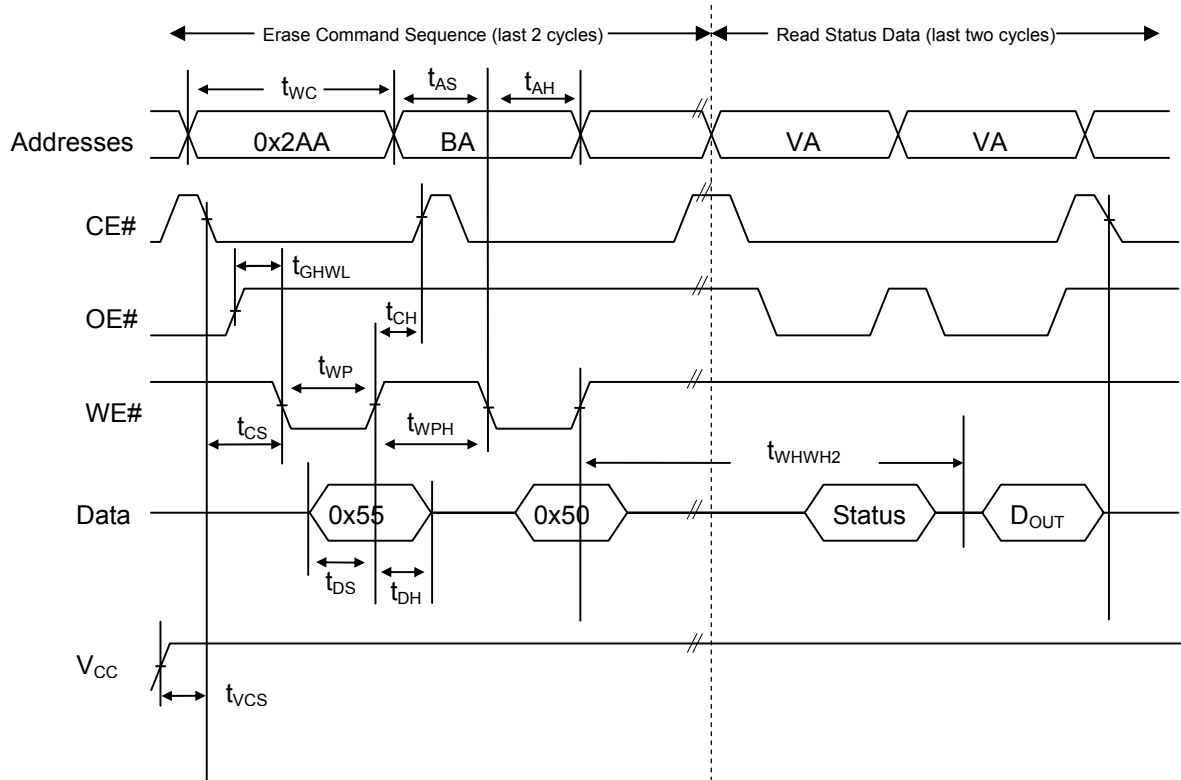 Erase Command Sequence (last 2 cycles)
Read Status Data (last two cycles)
tWC
tAS
tAH
Addresses
0x2AA
BA
VA
VA
CE#
tGHWL
OE#
tCH
tWP
WE#
tCS
tWPH
tWHWH2
Data
0x55
0x50
Status
DOUT
tDS
tDH
VCC
tVCS